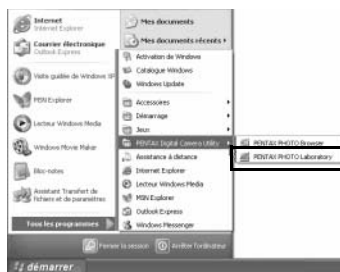 Internet
Internet Explorer
Courrier électronique
Outlook Express
Visite guidée de Windows XP
MSN Explorer
Lecteur Windows Media
Windows Movie Maker
Bloc-notes
Assistant Transfert de
fichiers et de paramètres
Tous les programmes
Mes documents
Mes documents récents
Activation de Windows
Catalogue Windows
Windows Update
Accessoires
Démarrage
Jeux
PENTAX Digital Camera Utility
Assistance à distance
Internet Explorer
Lecteur Windows Media
MSN Explorer
Outlook Express
Windows Messenger
PENTAX PHOTO Browser
PENTAX PHOTO Laboratory
Fermer la session
Arrêter l'ordinateur
démarrer